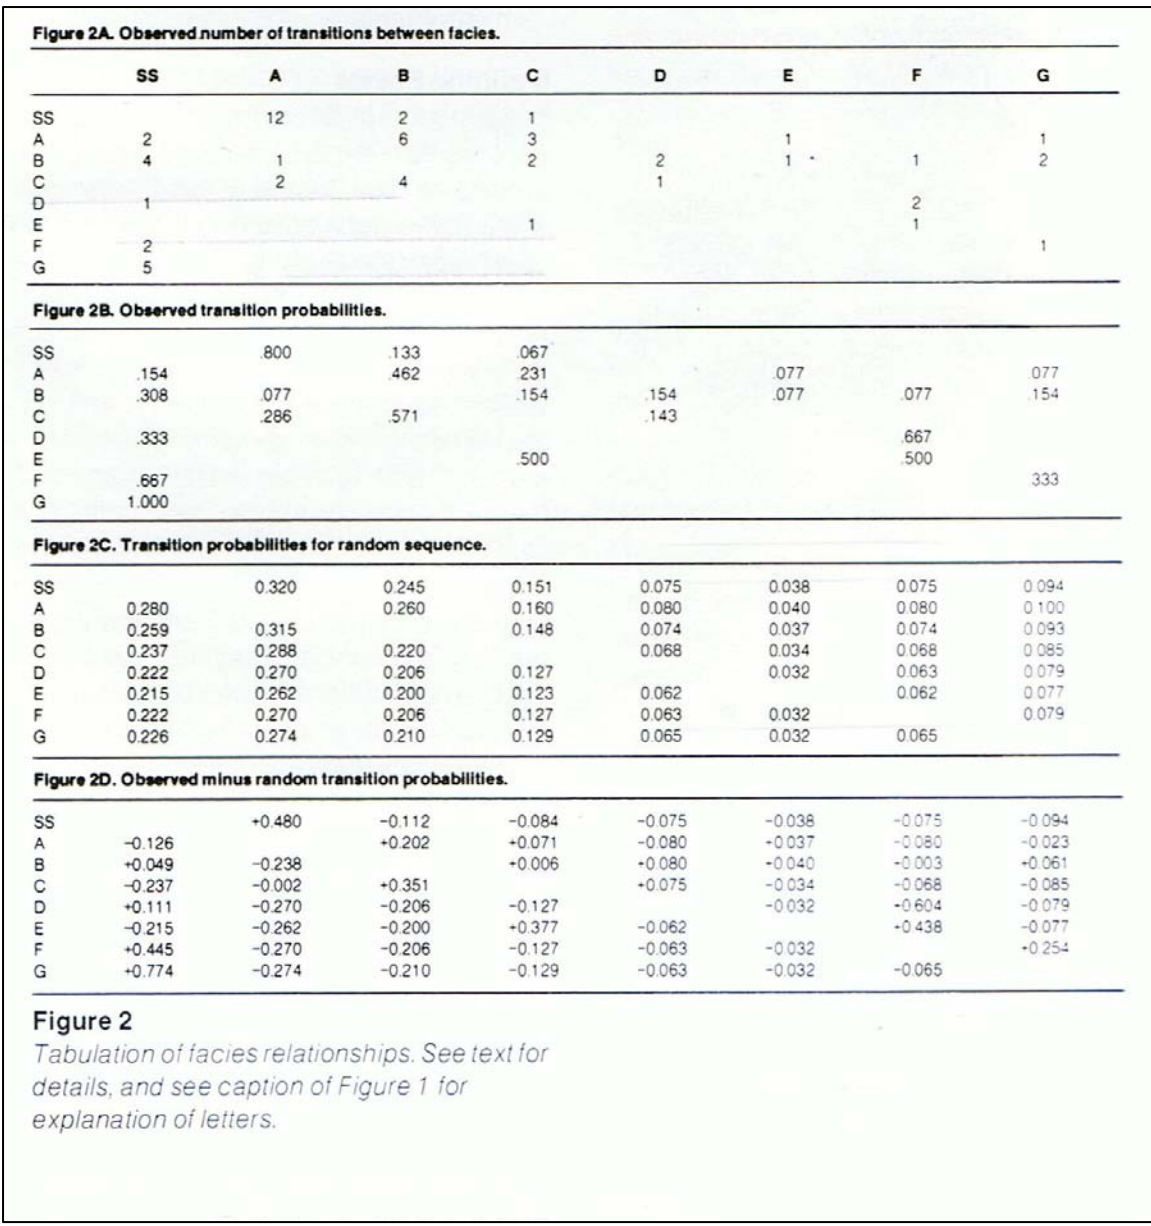 Figure 2A. Observed number of transitions between facies.
SS A B C D E F G
SS 12 2 1
A 2 6 3 1 1
B 4 1 2 2 1 1 2
C 2 4 1
D 1 2
E 1 1
F 2 1
G 5
Figure 2B. Observed transition probabilities.
SS .800 .133 .067
A .154 .462 .231 .077 .077
B .308 .077 .154 .154 .077 .077 .154
C .286 .571 .143
D .333 .667
E .500 .500
F .667 .333
G 1.000
Figure 2C. Transition probabilities for random sequence.
SS 0.320 0.245 0.151 0.075 0.038 0.075 0.094
A 0.280 0.260 0.160 0.080 0.040 0.080 0.100
B 0.259 0.315 0.148 0.074 0.037 0.074 0.093
C 0.237 0.288 0.220 0.068 0.034 0.068 0.085
D 0.222 0.270 0.206 0.127 0.032 0.063 0.079
E 0.215 0.262 0.200 0.123 0.062 0.062 0.077
F 0.222 0.270 0.206 0.127 0.063 0.032 0.079
G 0.226 0.274 0.210 0.129 0.065 0.032 0.065
Figure 2D. Observed minus random transition probabilities.
SS +0.480 −0.112 −0.084 −0.075 −0.038 −0.075 −0.094
A −0.126 +0.202 +0.071 −0.080 +0.037 −0.080 −0.023
B +0.049 −0.238 +0.006 +0.080 +0.040 −0.003 +0.061
C −0.237 −0.002 +0.351 +0.075 −0.034 −0.068 −0.085
D +0.111 −0.270 −0.206 −0.127 −0.032 +0.604 −0.079
E −0.215 −0.262 −0.200 +0.377 −0.062 +0.438 −0.077
F +0.445 −0.270 −0.206 −0.127 −0.063 −0.032 +0.254
G +0.774 −0.274 −0.210 −0.129 −0.063 −0.032 −0.065
Figure 2
Tabulation of facies relationships. See text for
details, and see caption of Figure 1 for
explanation of letters.